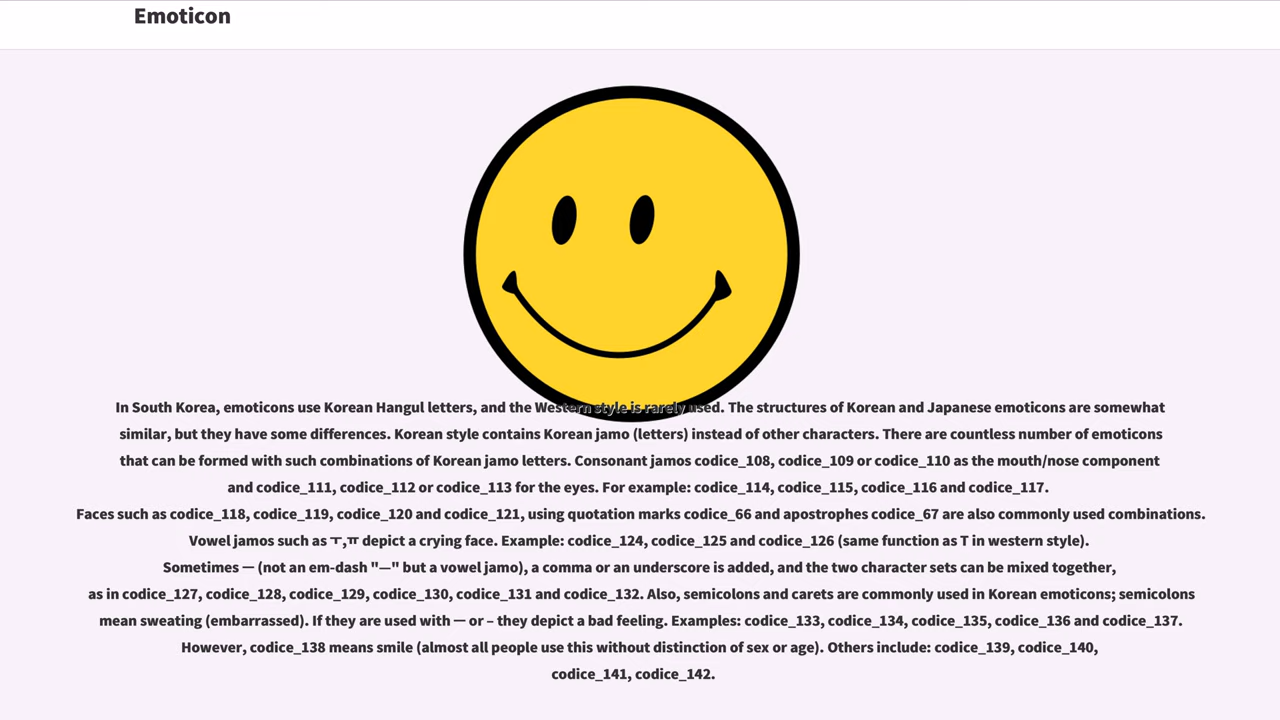 Emoticon
In South Korea, emoticons use Korean Hangul letters, and the Western style is rarely used. The structures of Korean and Japanese emoticons are somewhat
similar, but they have some differences. Korean style contains Korean jamo (letters) instead of other characters. There are countless number of emoticons
that can be formed with such combinations of Korean jamo letters. Consonant jamos codice_108, codice_109 or codice_110 as the mouth/nose component
and codice_111, codice_112 or codice_113 for the eyes. For example: codice_114, codice_115, codice_116 and codice_117.
Faces such as codice_118, codice_119, codice_120 and codice_121, using quotation marks codice_66 and apostrophes codice_67 are also commonly used combinations.
Vowel jamos such as ㅜ,ㅠ depict a crying face. Example: codice_124, codice_125 and codice_126 (same function as T in western style).
Sometimes ㅡ (not an em-dash "—" but a vowel jamo), a comma or an underscore is added, and the two character sets can be mixed together,
as in codice_127, codice_128, codice_129, codice_130, codice_131 and codice_132. Also, semicolons and carets are commonly used in Korean emoticons; semicolons
mean sweating (embarrassed). If they are used with ㅡ or – they depict a bad feeling. Examples: codice_133, codice_134, codice_135, codice_136 and codice_137.
However, codice_138 means smile (almost all people use this without distinction of sex or age). Others include: codice_139, codice_140,
codice_141, codice_142.